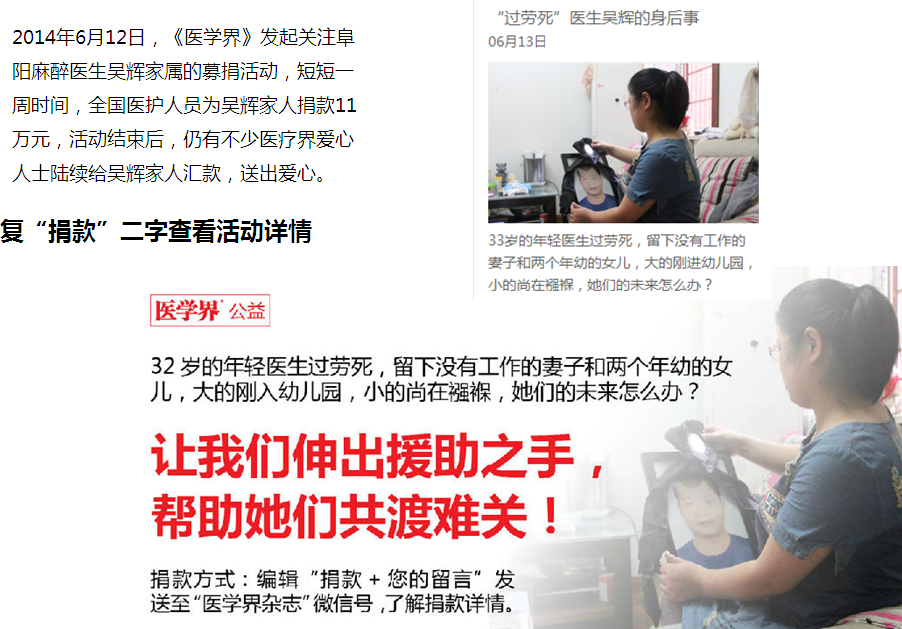 2014年6月12日，《医学界》发起关注阜
阳麻醉医生吴辉家属的募捐活动，短短一
周时间，全国医护人员为吴辉家人捐款11
万元，活动结束后，仍有不少医疗界爱心
人士陆续给吴辉家人汇款，送出爱心。
复“捐款”二字查看活动详情
“过劳死”医生吴辉的身后事
06月13日
33岁的年轻医生过劳死，留下没有工作的
妻子和两个年幼的女儿，大的刚进幼儿园，
小的尚在襁褓，她们的未来怎么办？
医学界 公益
32 岁的年轻医生过劳死，留下没有工作的妻子和两个年幼的女
儿，大的刚入幼儿园，小的尚在襁褓，她们的未来怎么办？
让我们伸出援助之手，
帮助她们共渡难关！
捐款方式：编辑“捐款 + 您的留言”发
送至“医学界杂志”微信号,了解捐款详情。